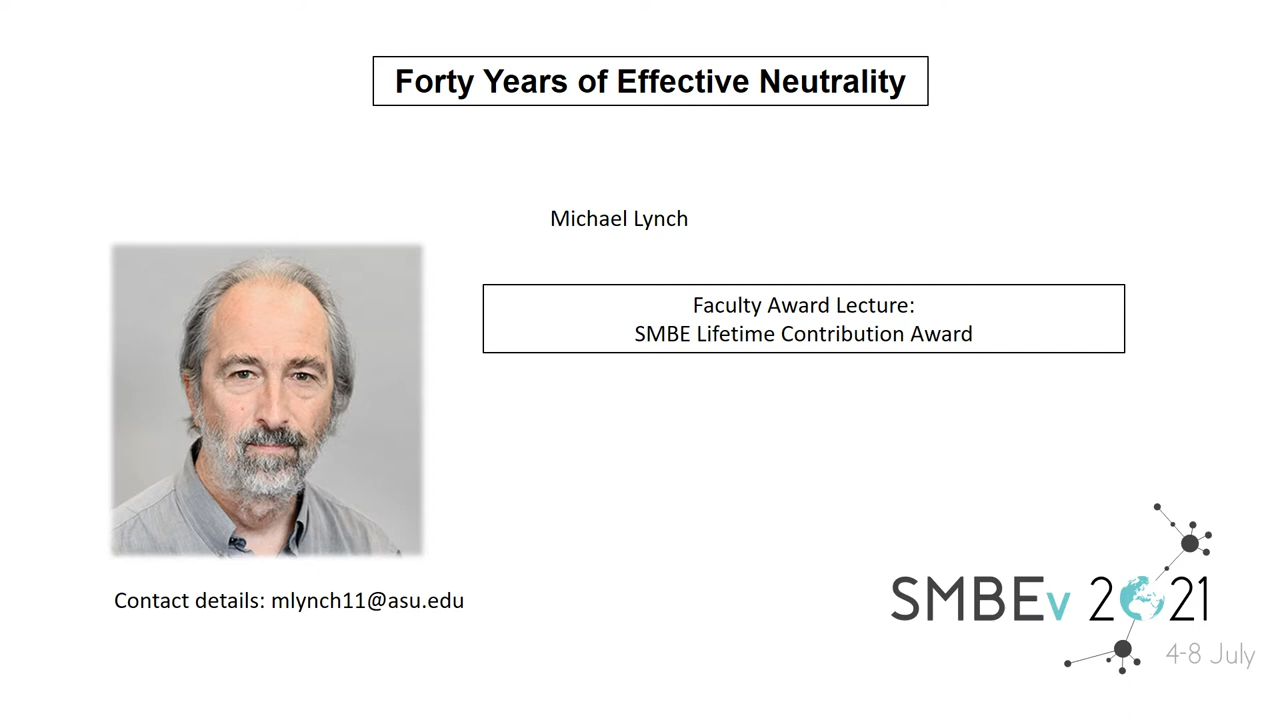 Forty Years of Effective Neutrality
Michael Lynch
Faculty Award Lecture:
SMBE Lifetime Contribution Award
Contact details: mlynch11@asu.edu
SMBEv 2021
4-8 July